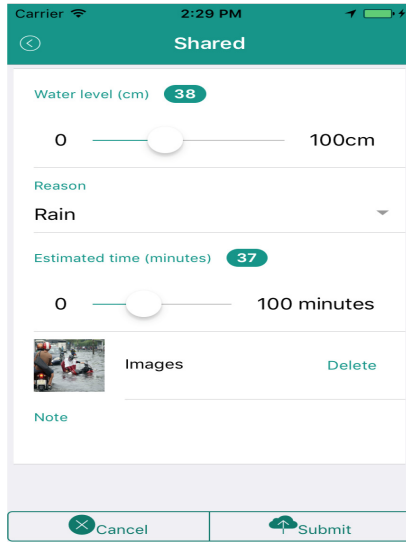 Carrier 2:29 PM
Shared
Water level (cm) 38
0 100cm
Reason
Rain
Estimated time (minutes) 37
0 100 minutes
Images Delete
Note
Cancel Submit